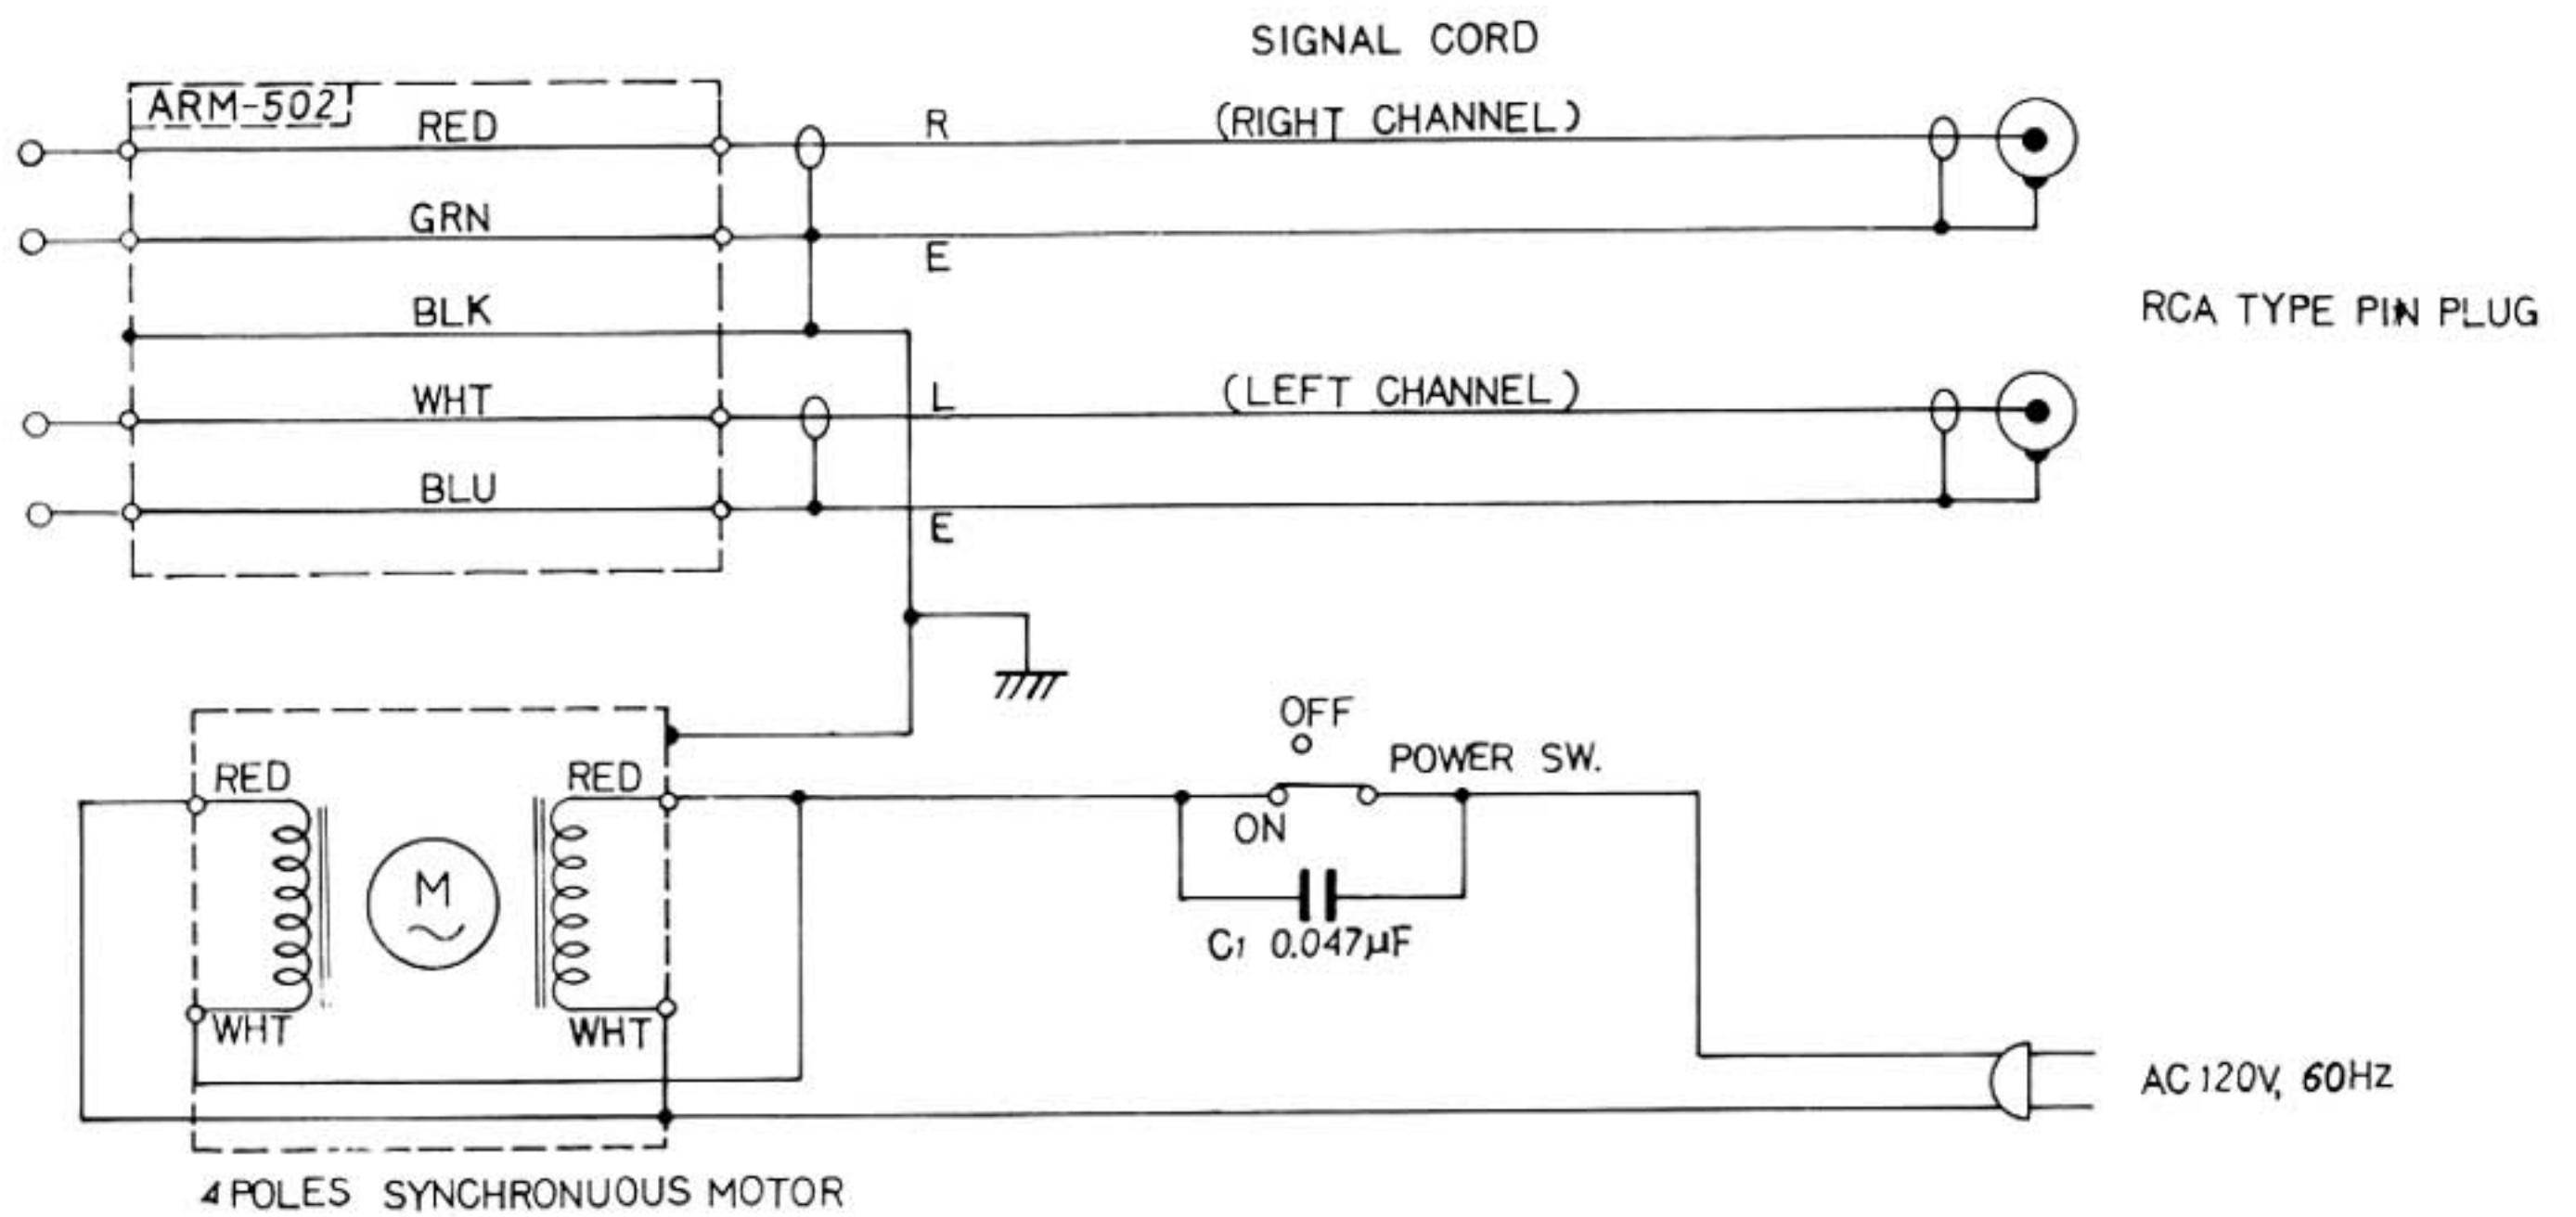 SIGNAL CORD
ARM-502
RED
R
(RIGHT CHANNEL)
GRN
E
BLK
RCA TYPE PIN PLUG
WHT
L
(LEFT CHANNEL)
BLU
E
OFF
POWER SW.
RED
RED
ON
M
C1 0.047µF
WHT
WHT
AC 120V, 60Hz
4 POLES SYNCHRONUOUS MOTOR